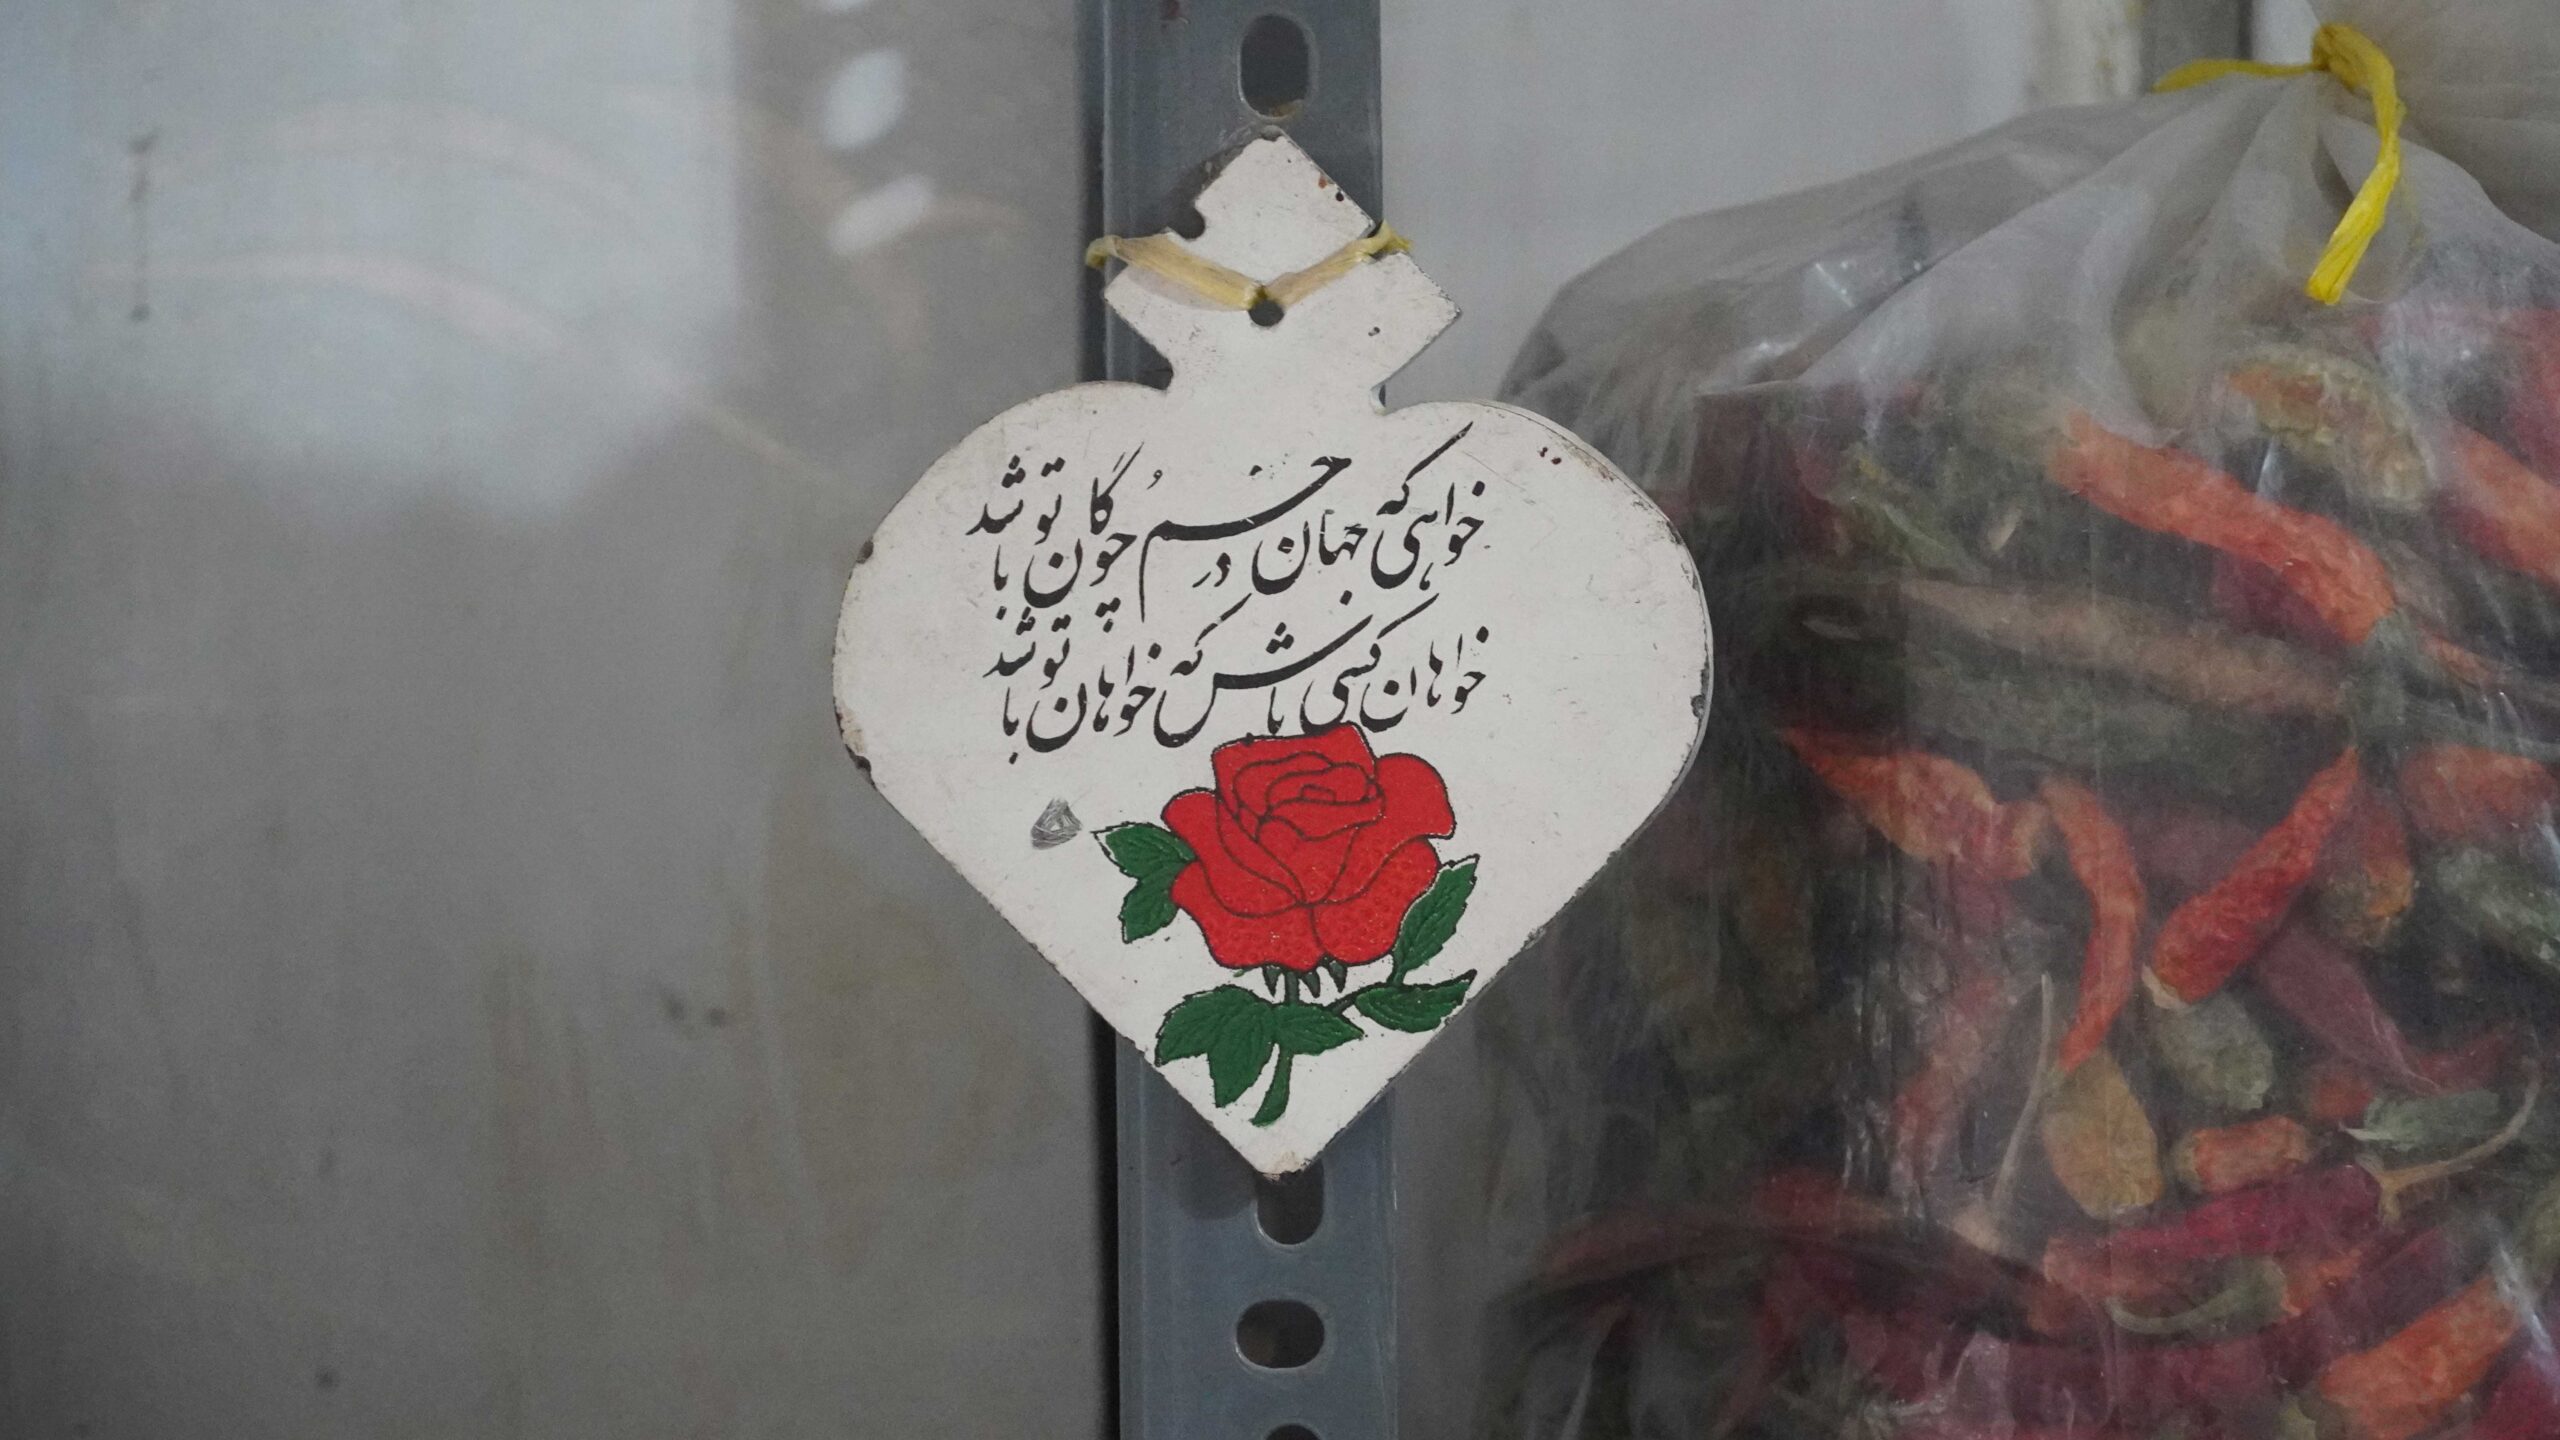 خواهی که جهان در خم چوگان تو باشد
خواهان کسی باش که خواهان تو باشد